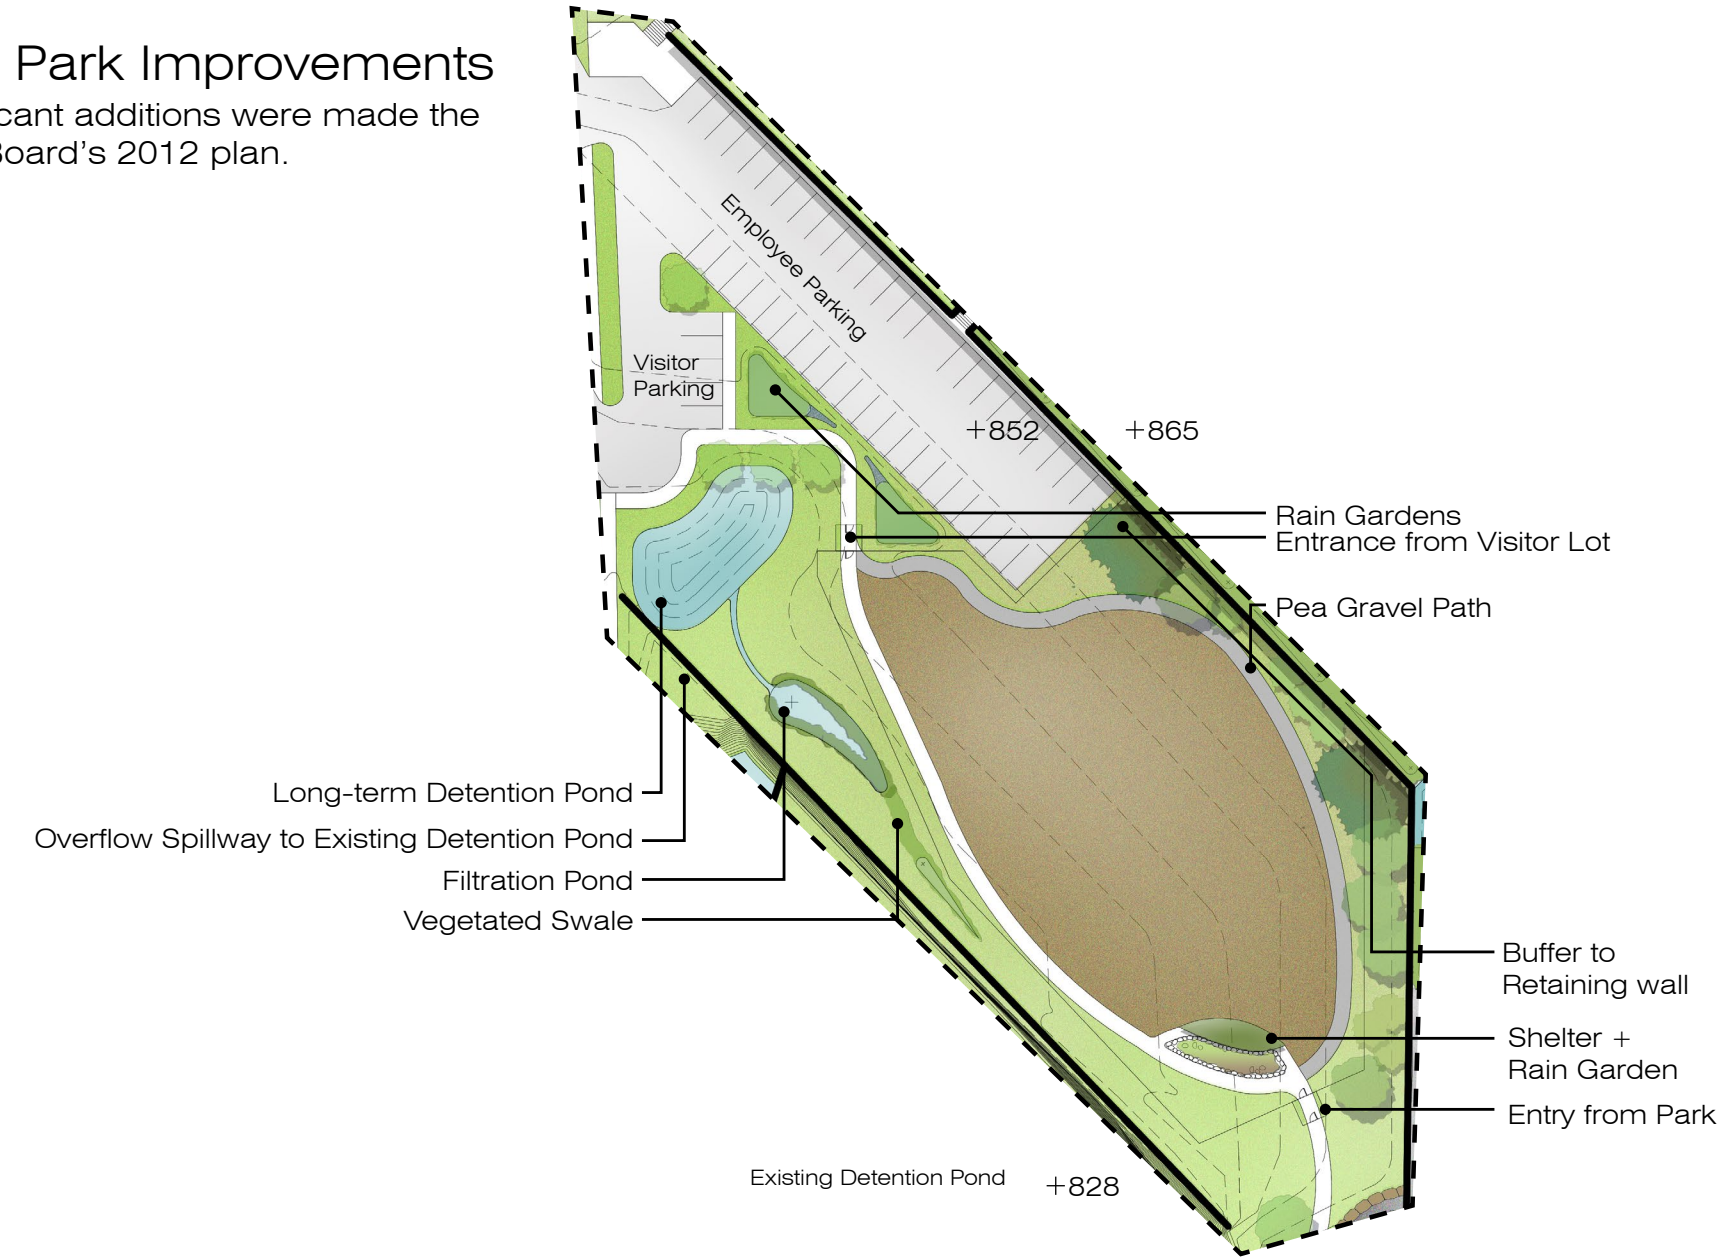 Park Improvements
cant additions were made the
Board's 2012 plan.
Employee Parking
Visitor
Parking
+852
+865
Rain Gardens
Entrance from Visitor Lot
Pea Gravel Path
Long-term Detention Pond
Overflow Spillway to Existing Detention Pond
Filtration Pond
Vegetated Swale
Buffer to
Retaining wall
Shelter +
Rain Garden
Entry from Park
Existing Detention Pond
+828